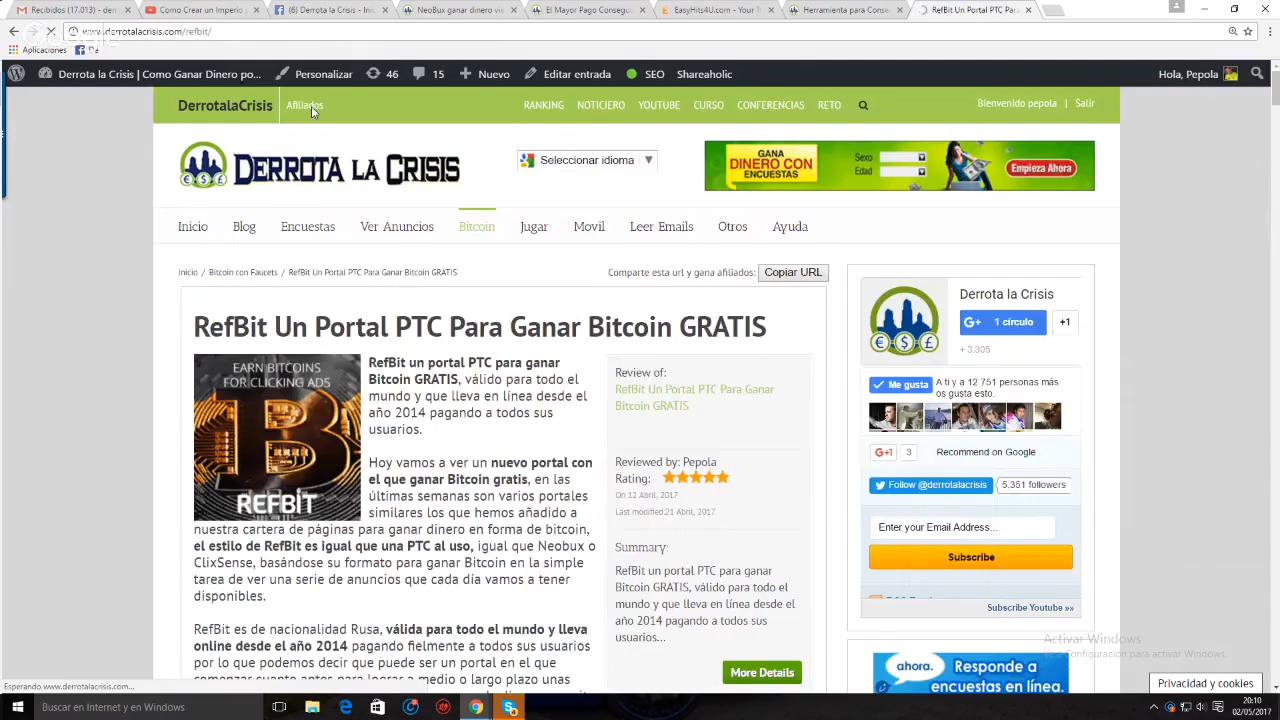 Recibidos (17.213) -
Como Crear un Imperio
(6) Derrota La Crisis - Inic
NeoBux ganar dinero vie
El Mayor Pago Consegui
EasyHits4U.com - Your T
Herramienta para Conse
RefBit Un Portal PTC Par
www.derrotalacrisis.com/refbit/
Aplicaciones
Derrota la Crisis | Como Ganar Dinero po...
Personalizar
46
15
Nuevo
Editar entrada
SEO
Shareaholic
Hola, Pepola
DerrotalaCrisis
Afiliados
RANKING
NOTICIERO
YOUTUBE
CURSO
CONFERENCIAS
RETO
Bienvenido pepola | Salir
DERROTA LA CRISIS
Seleccionar idioma
GANA
DINERO CON
ENCUESTAS
Sexo
Edad
Empieza Ahora
Inicio
Blog
Encuestas
Ver Anuncios
Bitcoin
Jugar
Movil
Leer Emails
Otros
Ayuda
Inicio / Bitcoin con Faucets / RefBit Un Portal PTC Para Ganar Bitcoin GRATIS
Comparte esta url y gana afiliados:
Copiar URL
RefBit Un Portal PTC Para Ganar Bitcoin GRATIS
EARN BITCOINS
FOR CLICKING ADS
B
REFBIT
RefBit un portal PTC para ganar
Bitcoin GRATIS, válido para todo el
mundo y que lleva en línea desde el
año 2014 pagando a todos sus
usuarios.
Hoy vamos a ver un nuevo portal con
el que ganar Bitcoin gratis, en las
últimas semanas son varios portales
similares los que hemos añadido a
nuestra cartera de páginas para ganar dinero en forma de bitcoin,
el estilo de RefBit es igual que una PTC al uso, igual que Neobux o
ClixSense, basándose su formato para ganar Bitcoin en la simple
tarea de ver una serie de anuncios que cada día vamos a tener
disponibles.
RefBit es de nacionalidad Rusa, válida para todo el mundo y lleva
online desde el año 2014 pagando fielmente a todos sus usuarios
por lo que podemos decir que puede ser un portal en el que
comenzar cuanto antes para lograr a medio o largo plazo unas
Review of:
RefBit Un Portal PTC Para Ganar
Bitcoin GRATIS
Reviewed by: Pepola
Rating:
On 12 Abril, 2017
Last modified:21 Abril, 2017
Summary:
RefBit un portal PTC para ganar
Bitcoin GRATIS, válido para todo el
mundo y que lleva en línea desde el
año 2014 pagando a todos sus
usuarios...
More Details
Derrota la Crisis
G+ 1 círculo
+1
+ 3.305
Me gusta
A ti y a 12 751 personas más
os gusta esto.
G+1
3
Recommend on Google
Follow @derrotalacrisis
5.351 followers
Enter your Email Address...
Subscribe
Subscribe Youtube »»
Activar Windows
ahora.
Responde a
encuestas en línea.
Privacidad y cookies
Esperando www.derrotalacrisis.com...
Buscar en Internet y en Windows
20:10
02/05/2017